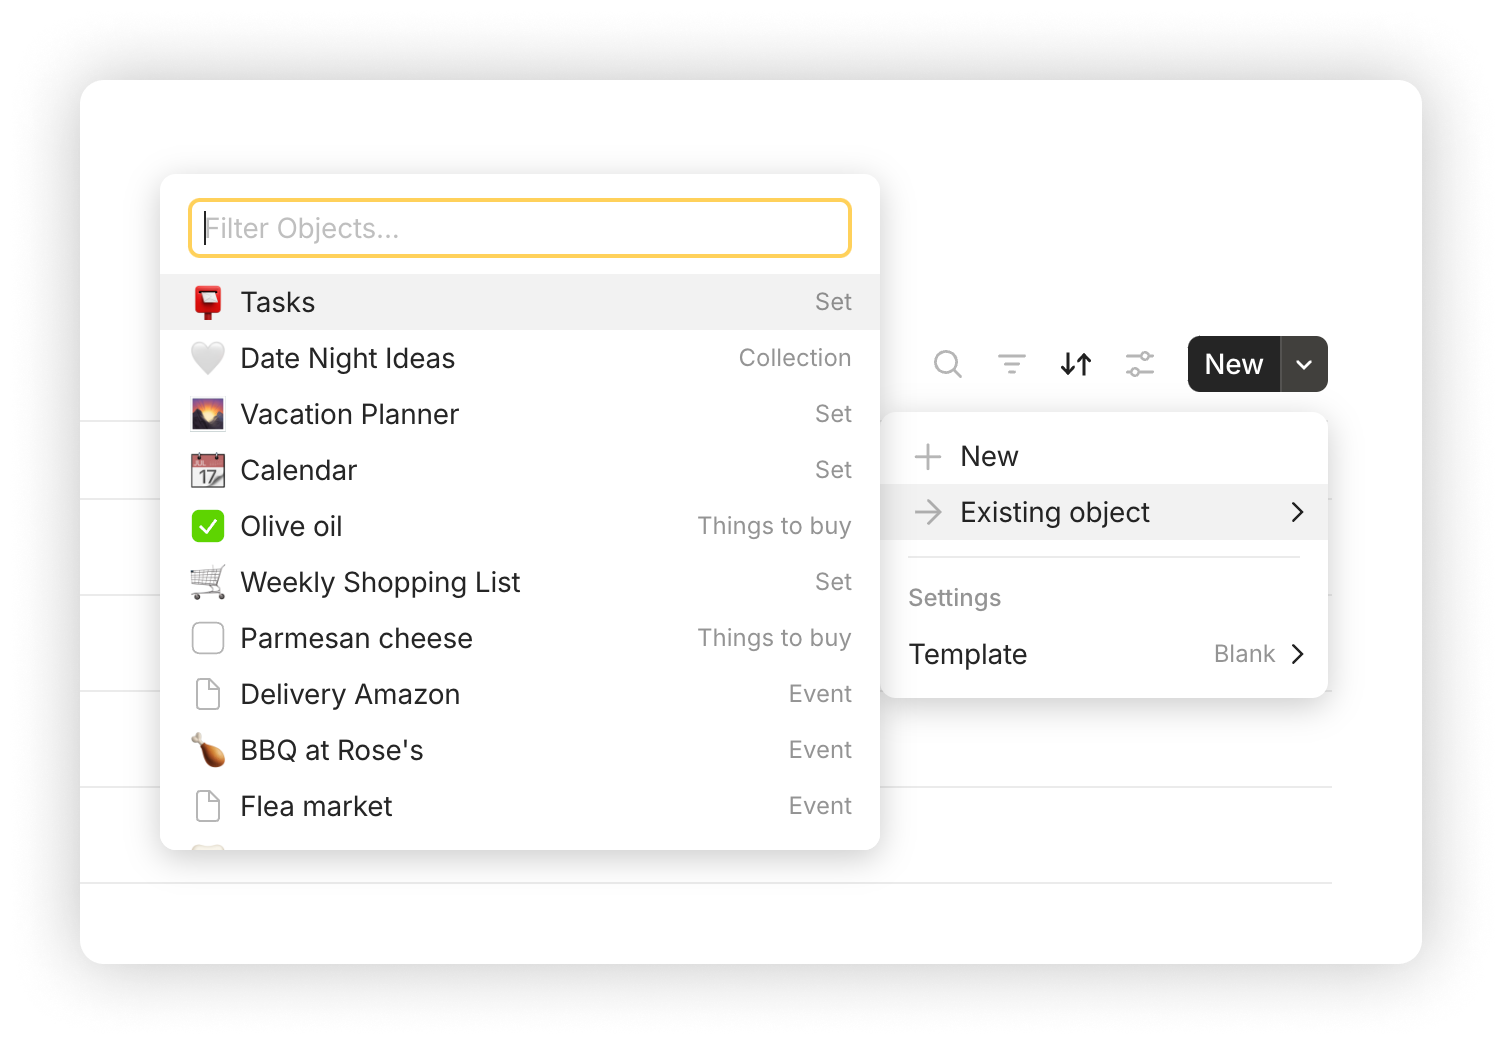 Filter Objects...
Tasks Set
Date Night Ideas Collection
Vacation Planner Set
JUL
17
Calendar Set
Olive oil Things to buy
Weekly Shopping List Set
Parmesan cheese Things to buy
Delivery Amazon Event
BBQ at Rose's Event
Flea market Event
New
New
Existing object
Settings
Template Blank